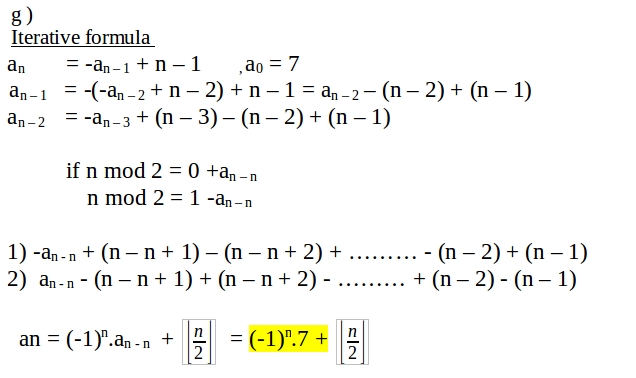 g )
Iterative formula
aₙ = -aₙ₋₁ + n – 1 , a₀ = 7
aₙ₋₁ = -(-aₙ₋₂ + n – 2) + n – 1 = aₙ₋₂ – (n – 2) + (n – 1)
aₙ₋₂ = -aₙ₋₃ + (n – 3) – (n – 2) + (n – 1)
if n mod 2 = 0 +aₙ₋ₙ
n mod 2 = 1 -aₙ₋ₙ
1) -aₙ₋ₙ + (n – n + 1) – (n – n + 2) + ……… - (n – 2) + (n – 1)
2) aₙ₋ₙ - (n – n + 1) + (n – n + 2) - ……… + (n – 2) - (n – 1)
an = (-1)ⁿ.aₙ₋ₙ + ⌊n/2⌋ = (-1)ⁿ.7 + ⌊n/2⌋